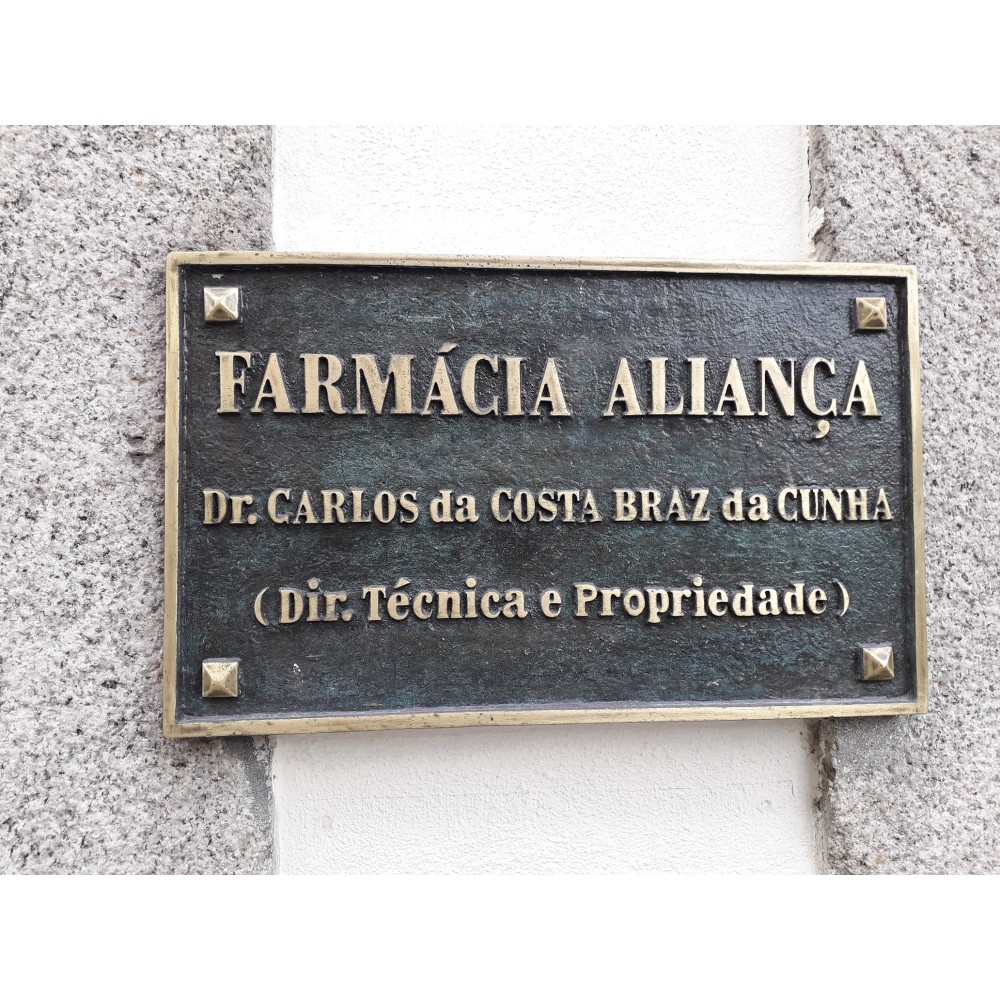 FARMÁCIA ALIANÇA
Dr. CARLOS da COSTA BRAZ da CUNHA
(Dir. Técnica e Propriedade)